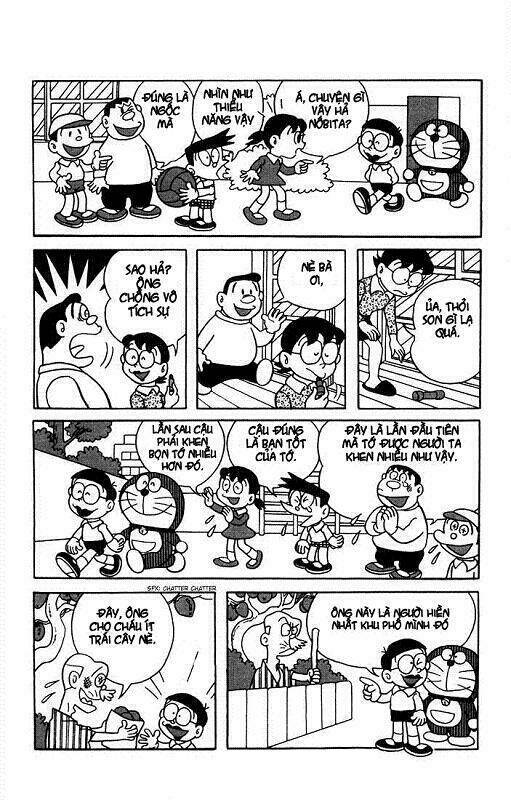 Á, CHUYỆN GÌ
VẬY HẢ
NÔBITA?
NHÌN NHƯ
THIỂU
NĂNG VẬY
ĐÚNG LÀ
NGỐC
MÀ
ỦA, THỎI
SON GÌ LẠ
QUÁ.
NÈ BÀ
ƠI,
SAO HẢ?
ÔNG
CHỒNG VÔ
TÍCH SỰ
ĐÂY LÀ LẦN ĐẦU TIÊN
MÀ TỚ ĐƯỢC NGƯỜI TA
KHEN NHIỀU NHƯ VẬY.
CẬU ĐÚNG
LÀ BẠN TỐT
CỦA TỚ.
LẦN SAU CẬU
PHẢI KHEN
BỌN TỚ NHIỀU
HƠN ĐÓ.
SFX: CHATTER CHATTER
ÔNG NÀY LÀ NGƯỜI HIỀN
NHẤT KHU PHỐ MÌNH ĐÓ
ĐÂY, ÔNG
CHO CHÁU ÍT
TRÁI CÂY NÈ.